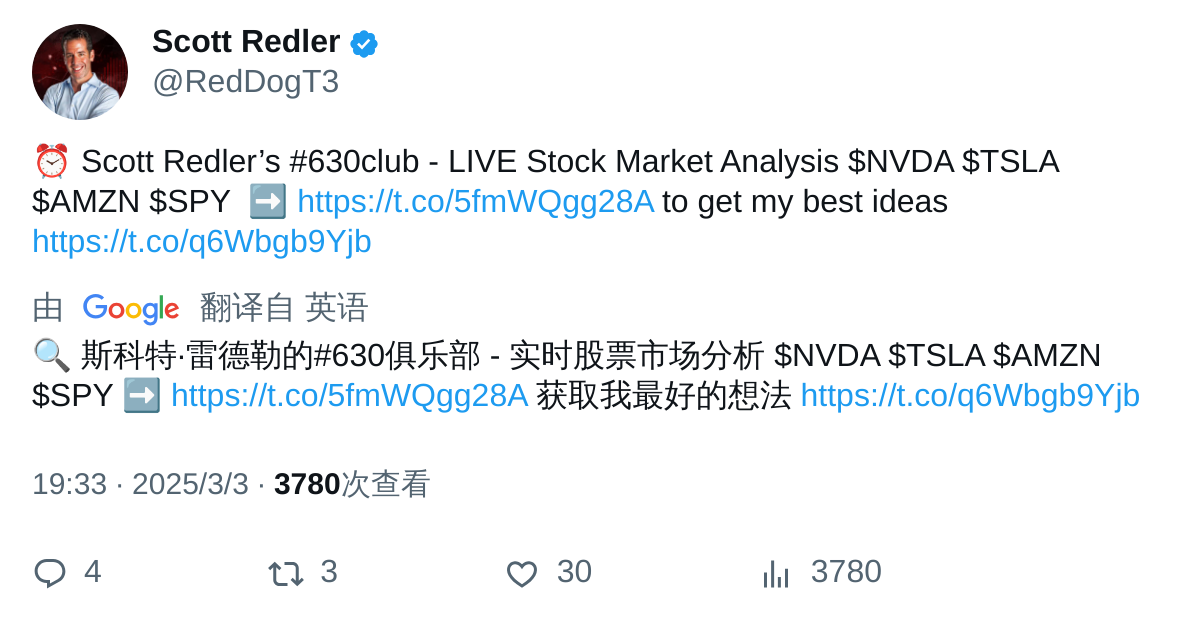 Scott Redler
@RedDogT3
⏰ Scott Redler’s #630club - LIVE Stock Market Analysis $NVDA $TSLA
$AMZN $SPY ➡️ https://t.co/5fmWQgg28A to get my best ideas
https://t.co/q6Wbgb9Yjb
由 Google 翻译自 英语
🔍 斯科特·雷德勒的#630俱乐部 - 实时股票市场分析 $NVDA $TSLA $AMZN
$SPY ➡️ https://t.co/5fmWQgg28A 获取我最好的想法 https://t.co/q6Wbgb9Yjb
19:33 · 2025/3/3 · 3780次查看
4 3 30 3780